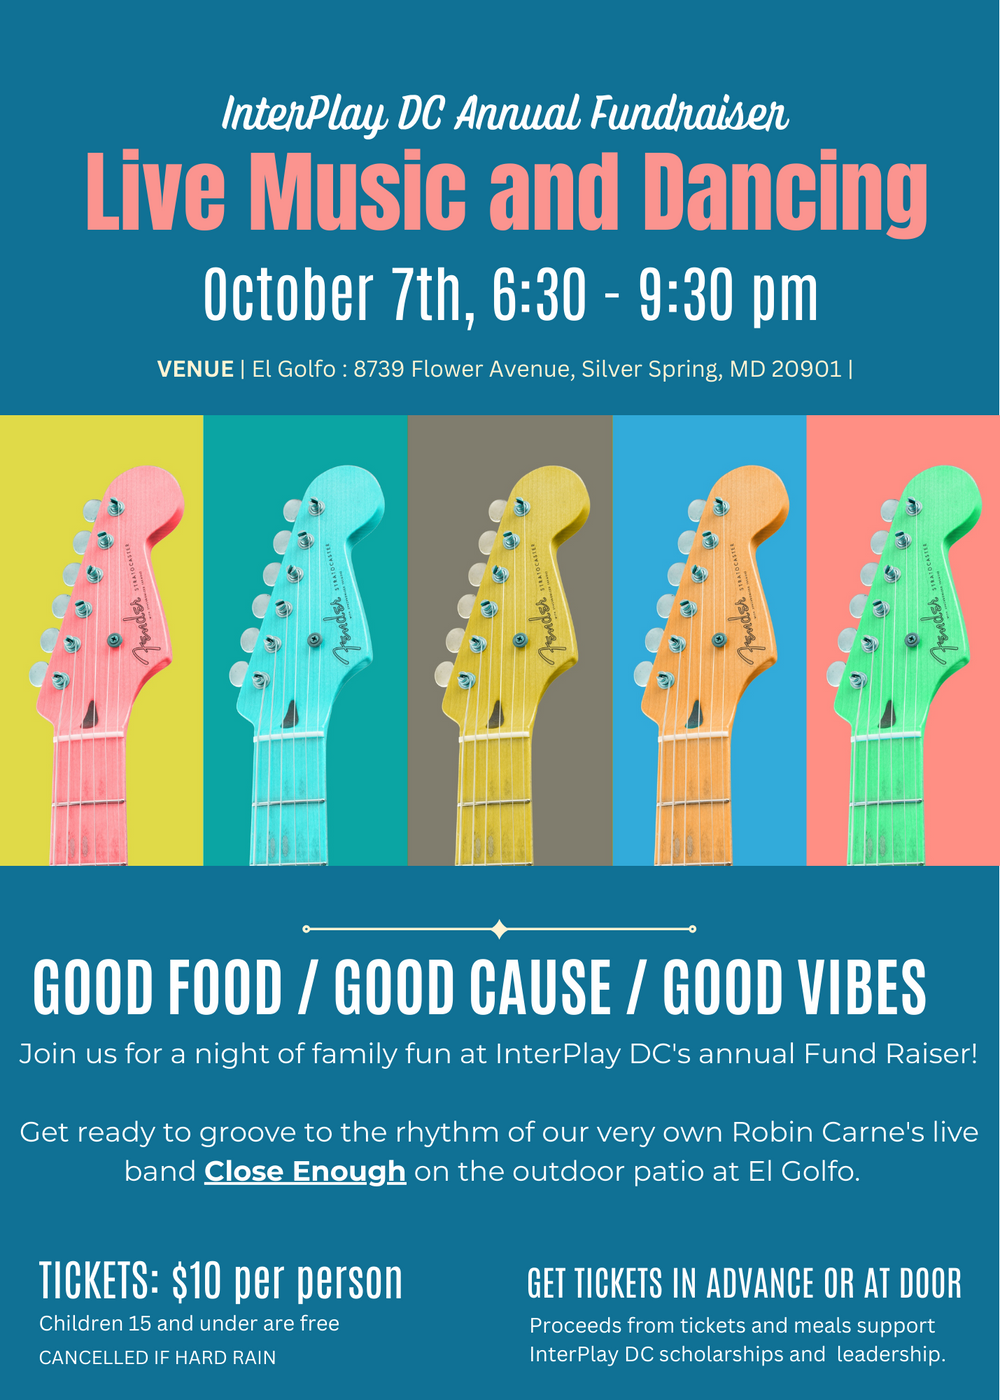 InterPlay DC Annual Fundraiser
Live Music and Dancing
October 7th, 6:30 - 9:30 pm
VENUE | El Golfo : 8739 Flower Avenue, Silver Spring, MD 20901 |
Fender STRATOCASTER
Fender STRATOCASTER
Fender STRATOCASTER
Fender STRATOCASTER
Fender STRATOCASTER
GOOD FOOD / GOOD CAUSE / GOOD VIBES
Join us for a night of family fun at InterPlay DC's annual Fund Raiser!
Get ready to groove to the rhythm of our very own Robin Carne's live
band Close Enough on the outdoor patio at El Golfo.
TICKETS: $10 per person
Children 15 and under are free
CANCELLED IF HARD RAIN
GET TICKETS IN ADVANCE OR AT DOOR
Proceeds from tickets and meals support
InterPlay DC scholarships and leadership.